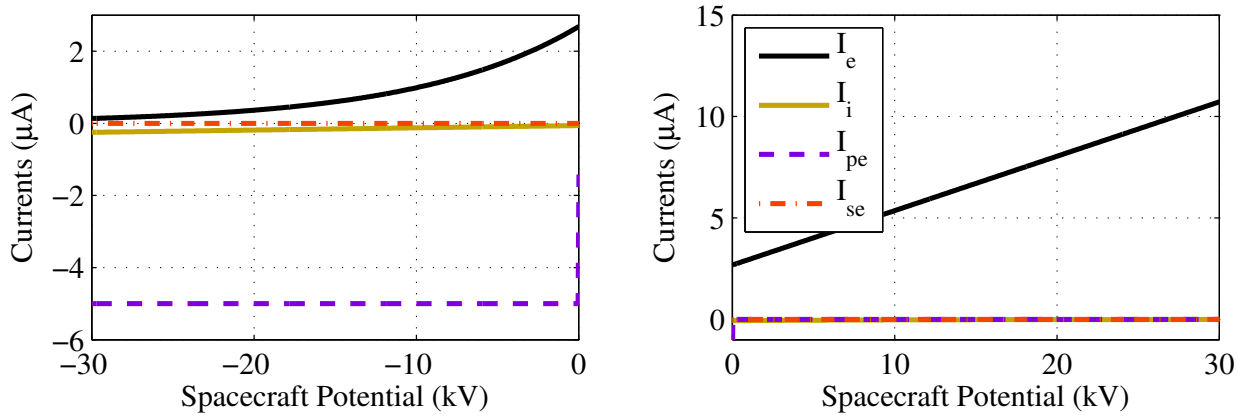 2
0
−2
−4
−6
Currents (μA)
−30
−20
−10
0
Spacecraft Potential (kV)
15
10
5
0
Currents (μA)
I_e
I_i
I_pe
I_se
0
10
20
30
Spacecraft Potential (kV)